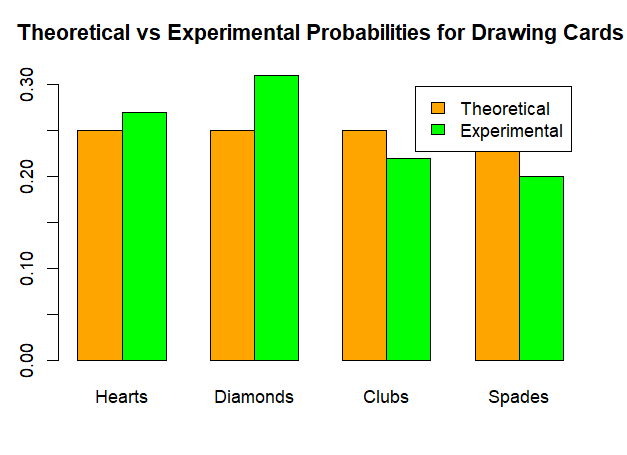 Theoretical vs Experimental Probabilities for Drawing Cards
0.30
0.20
0.10
0.00
Theoretical
Experimental
Hearts Diamonds Clubs Spades